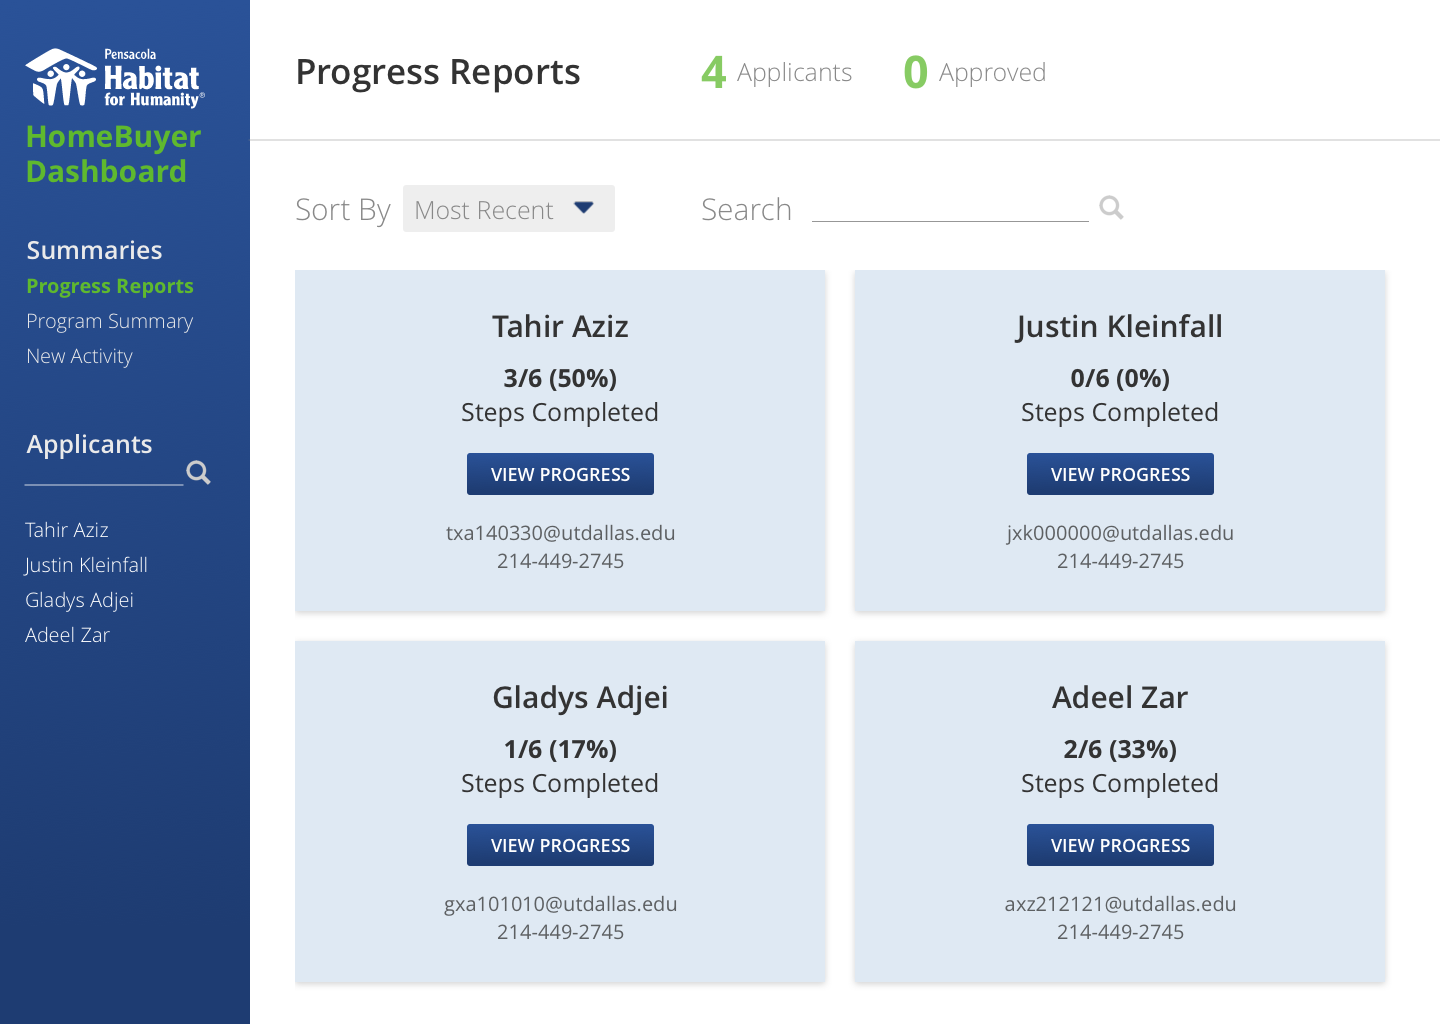 Pensacola
Habitat
for Humanity®
HomeBuyer
Dashboard
Summaries
Progress Reports
Program Summary
New Activity
Applicants
Tahir Aziz
Justin Kleinfall
Gladys Adjei
Adeel Zar
Progress Reports
4 Applicants
0 Approved
Sort By
Most Recent
Search
Tahir Aziz
3/6 (50%)
Steps Completed
VIEW PROGRESS
txa140330@utdallas.edu
214-449-2745
Justin Kleinfall
0/6 (0%)
Steps Completed
VIEW PROGRESS
jxk000000@utdallas.edu
214-449-2745
Gladys Adjei
1/6 (17%)
Steps Completed
VIEW PROGRESS
gxa101010@utdallas.edu
214-449-2745
Adeel Zar
2/6 (33%)
Steps Completed
VIEW PROGRESS
axz212121@utdallas.edu
214-449-2745